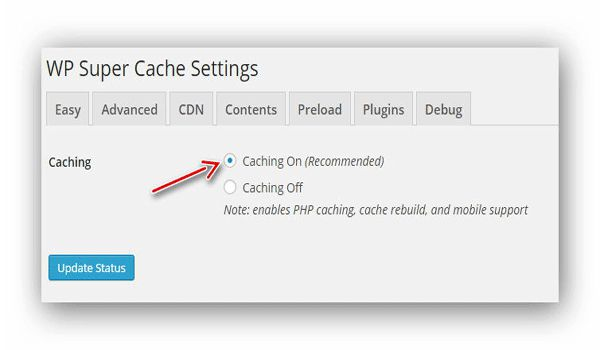 WP Super Cache Settings
Easy Advanced CDN Contents Preload Plugins Debug
Caching Caching On (Recommended)
Caching Off
Note: enables PHP caching, cache rebuild, and mobile support
Update Status